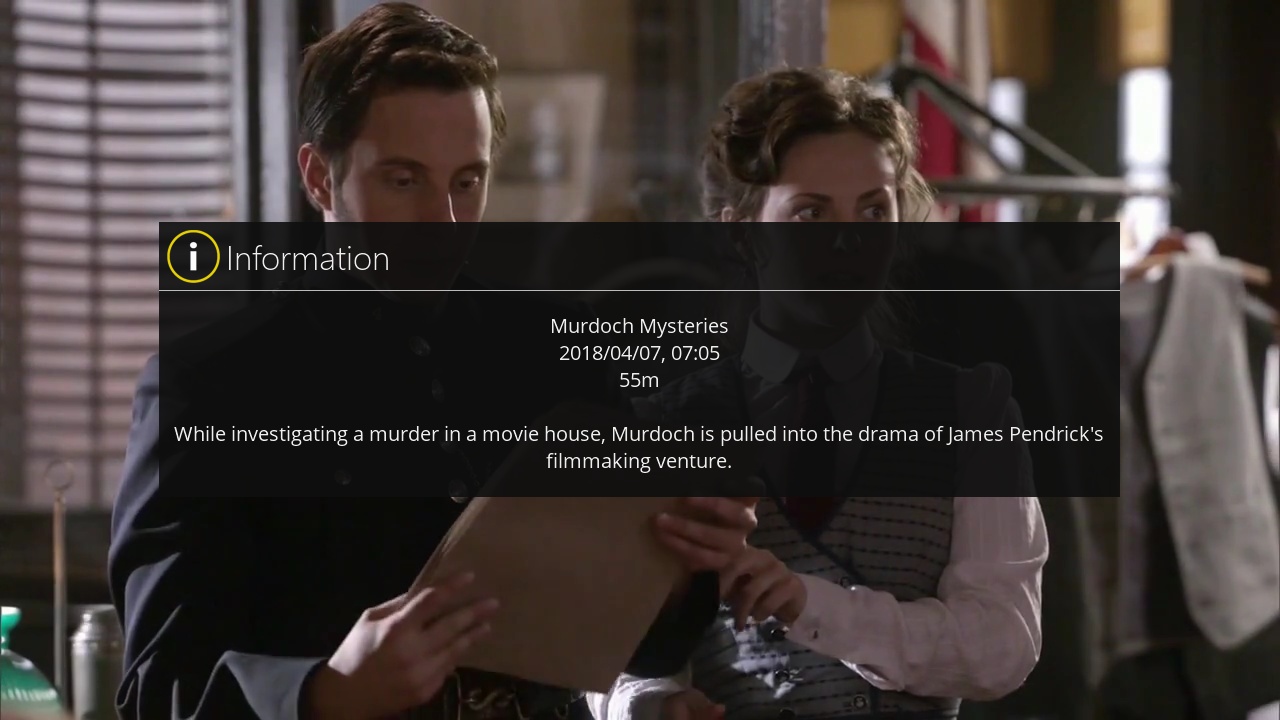 Information
Murdoch Mysteries
2018/04/07, 07:05
55m
While investigating a murder in a movie house, Murdoch is pulled into the drama of James Pendrick's
filmmaking venture.